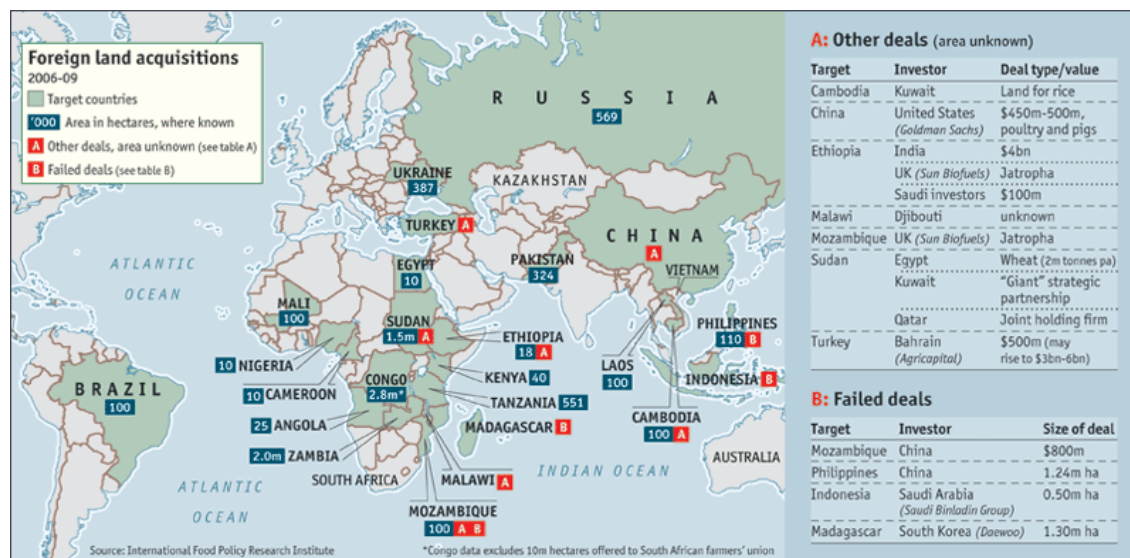 Foreign land acquisitions
2006-09
Target countries
'000 Area in hectares, where known
A Other deals, area unknown (see table A)
B Failed deals (see table B)
R U S S I A
569
UKRAINE
387
KAZAKHSTAN
TURKEY A
C H I N A
A
ATLANTIC
OCEAN
EGYPT
10
PAKISTAN
324
VIETNAM
MALI
100
SUDAN
1.5m A
ETHIOPIA
18 A
PHILIPPINES
110 B
10 NIGERIA
KENYA 40
LAOS
100
INDONESIA B
BRAZIL
100
10 CAMEROON
CONGO
2.8m*
TANZANIA 551
CAMBODIA
100 A
25 ANGOLA
MADAGASCAR B
2.0m ZAMBIA
INDIAN OCEAN
AUSTRALIA
SOUTH AFRICA
MALAWI A
ATLANTIC
OCEAN
MOZAMBIQUE
100 A B
Source: International Food Policy Research Institute
*Congo data excludes 10m hectares offered to South African farmers' union
A: Other deals (area unknown)
Target Investor Deal type/value
Cambodia Kuwait Land for rice
China United States $450m-500m,
(Goldman Sachs) poultry and pigs
Ethiopia India $4bn
UK (Sun Biofuels) Jatropha
Saudi investors $100m
Malawi Djibouti unknown
Mozambique UK (Sun Biofuels) Jatropha
Sudan Egypt Wheat (2m tonnes pa)
Kuwait "Giant" strategic
partnership
Qatar Joint holding firm
Turkey Bahrain $500m (may
(Agricapital) rise to $3bn-6bn)
B: Failed deals
Target Investor Size of deal
Mozambique China $800m
Philippines China 1.24m ha
Indonesia Saudi Arabia 0.50m ha
(Saudi Binladin Group)
Madagascar South Korea (Daewoo) 1.30m ha